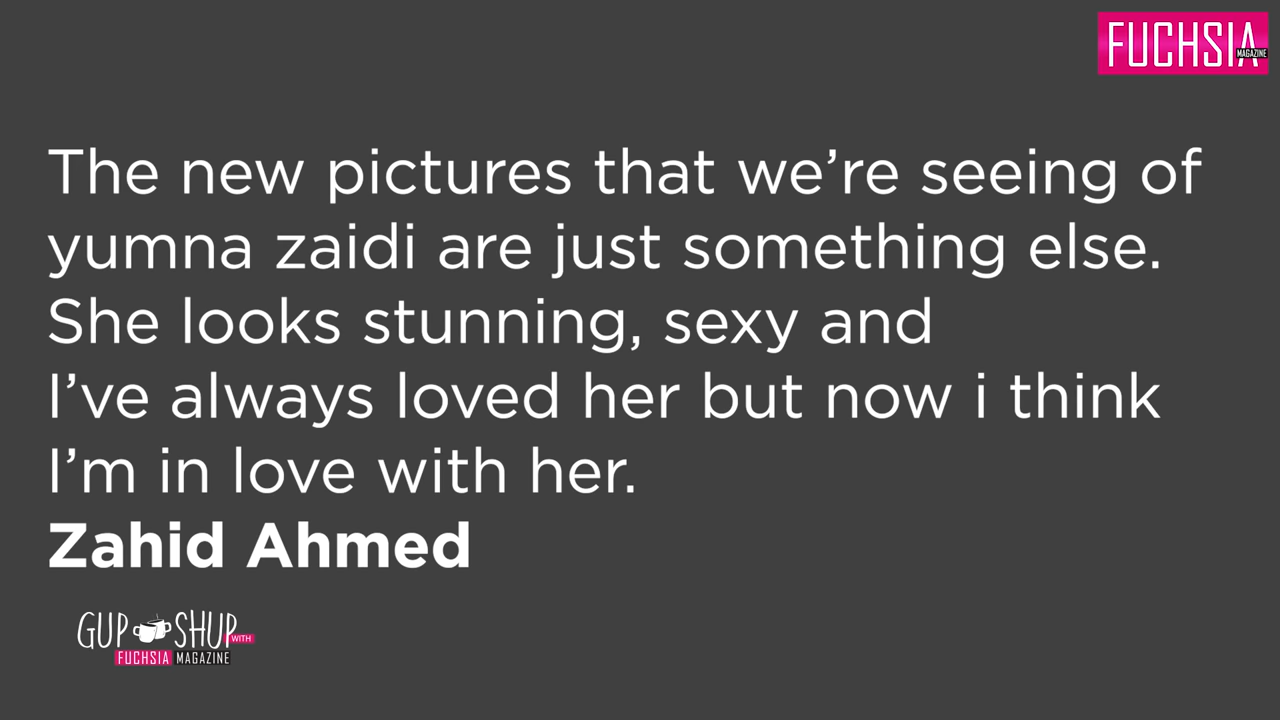 FUCHSIA
MAGAZINE
The new pictures that we’re seeing of
yumna zaidi are just something else.
She looks stunning, sexy and
I’ve always loved her but now i think
I’m in love with her.
Zahid Ahmed
GUP SHUP
WITH
FUCHSIA MAGAZINE